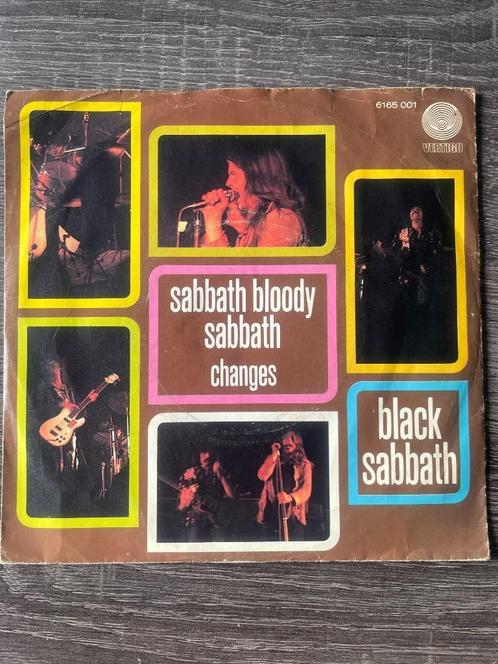 6165 001
VERTIGO
sabbath bloody
sabbath
changes
black
sabbath